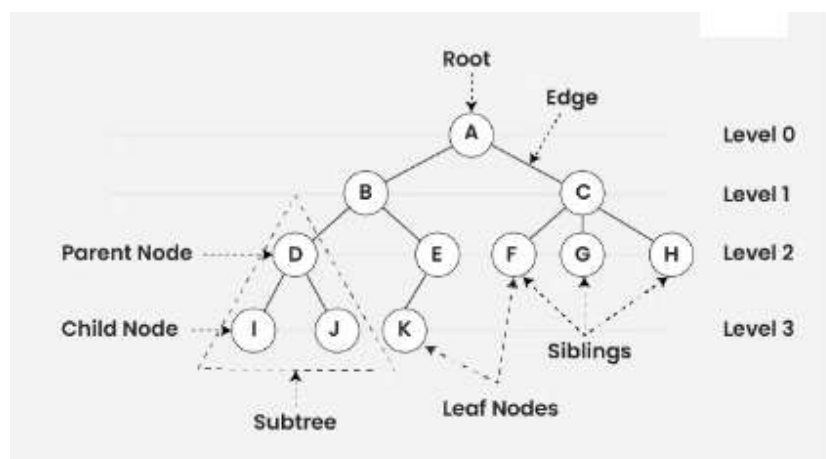 Root
Edge
A
Level 0
B
C
Level 1
Parent Node
D
E
F
G
H
Level 2
Child Node
I
J
K
Level 3
Siblings
Leaf Nodes
Subtree